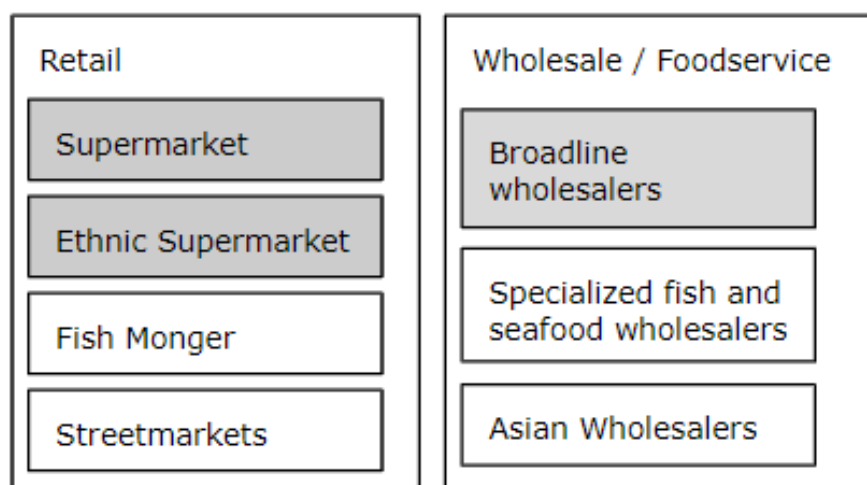 Retail
Supermarket
Ethnic Supermarket
Fish Monger
Streetmarkets
Wholesale / Foodservice
Broadline
wholesalers
Specialized fish and
seafood wholesalers
Asian Wholesalers